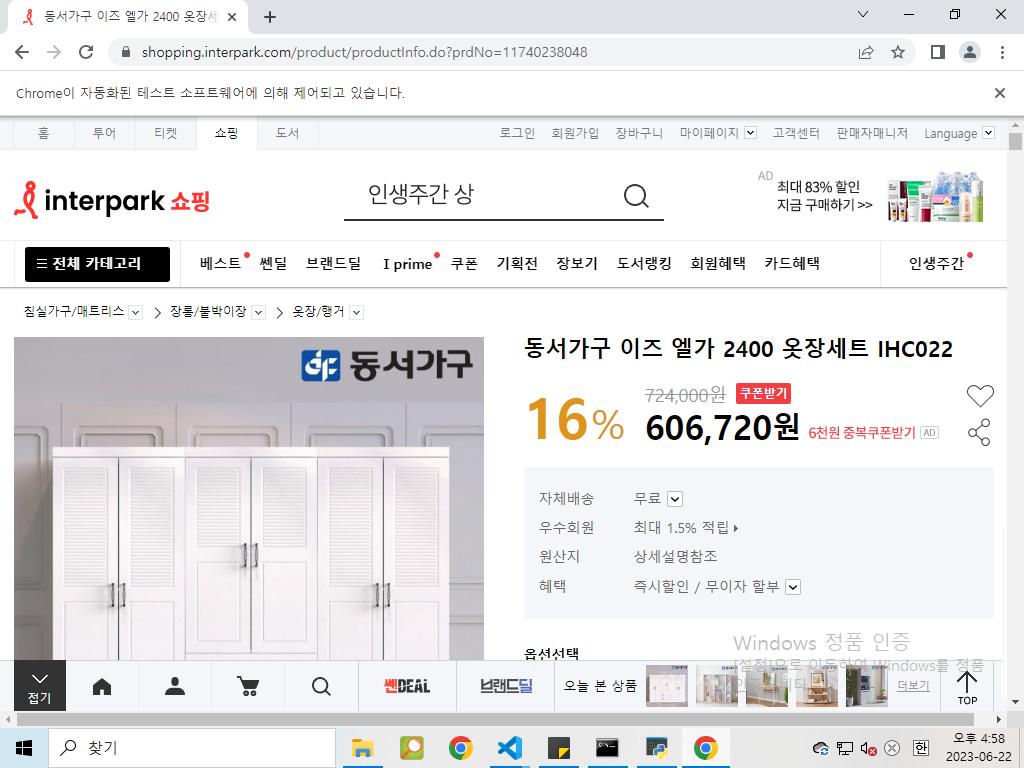 동서가구 이즈 엘가 2400 옷장세
shopping.interpark.com/product/productInfo.do?prdNo=11740238048
Chrome이 자동화된 테스트 소프트웨어에 의해 제어되고 있습니다.
홈 투어 티켓 쇼핑 도서 로그인 회원가입 장바구니 마이페이지 고객센터 판매자매니저 Language
interpark 쇼핑
인생주간 상
AD
최대 83% 할인
지금 구매하기 >>
전체 카테고리 베스트 쎈딜 브랜드딜 I prime 쿠폰 기획전 장보기 도서랭킹 회원혜택 카드혜택 인생주간
침실가구/매트리스 장롱/붙박이장 옷장/행거
동서가구
동서가구 이즈 엘가 2400 옷장세트 IHC022
16%
724,000원 쿠폰받기
606,720원 6천원 중복쿠폰받기 AD
자체배송 무료
우수회원 최대 1.5% 적립
원산지 상세설명참조
혜택 즉시할인 / 무이자 할부
옵션선택
Windows 정품 인증
[설정]으로 이동하여 Windows를 정품
접기
쎈DEAL
브랜드딜
오늘 본 상품
더보기
TOP
찾기
한
오후 4:58
2023-06-22